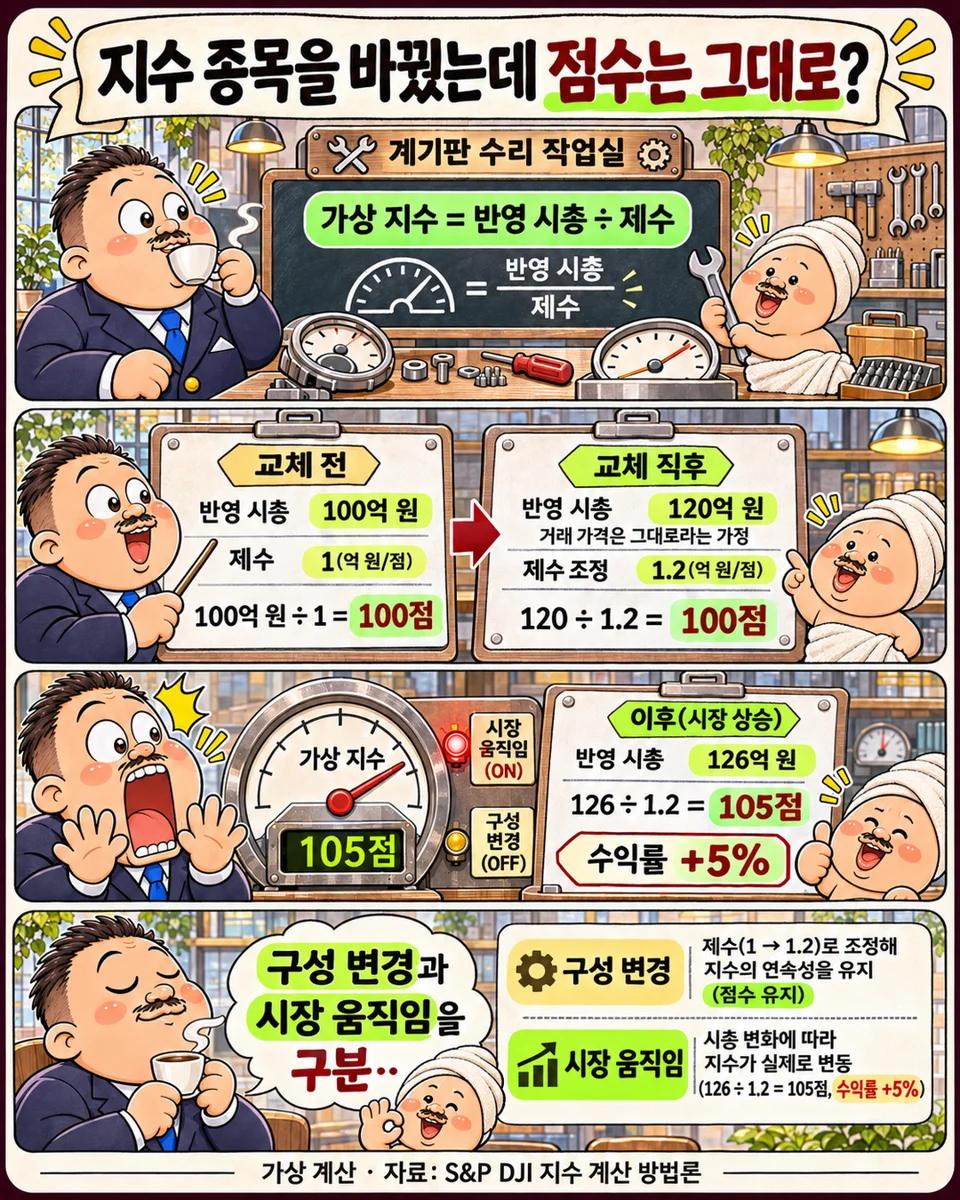 지수 종목을 바꿨는데 점수는 그대로?
계기판 수리 작업실
가상 지수 = 반영 시총 ÷ 제수
= 반영 시총
제수
교체 전
반영 시총 100억 원
제수 1(억 원/점)
100억 원 ÷ 1 = 100점
교체 직후
반영 시총 120억 원
거래 가격은 그대로라는 가정
제수 조정 1.2(억 원/점)
120 ÷ 1.2 = 100점
가상 지수
105점
시장
움직임
(ON)
구성
변경
(OFF)
이후(시장 상승)
반영 시총 126억 원
126 ÷ 1.2 = 105점
수익률 +5%
구성 변경과
시장 움직임을
구분··
구성 변경
제수(1 → 1.2)로 조정해
지수의 연속성을 유지
(점수 유지)
시장 움직임
시총 변화에 따라
지수가 실제로 변동
(126 ÷ 1.2 = 105점, 수익률 +5%)
가상 계산 · 자료: S&P DJI 지수 계산 방법론